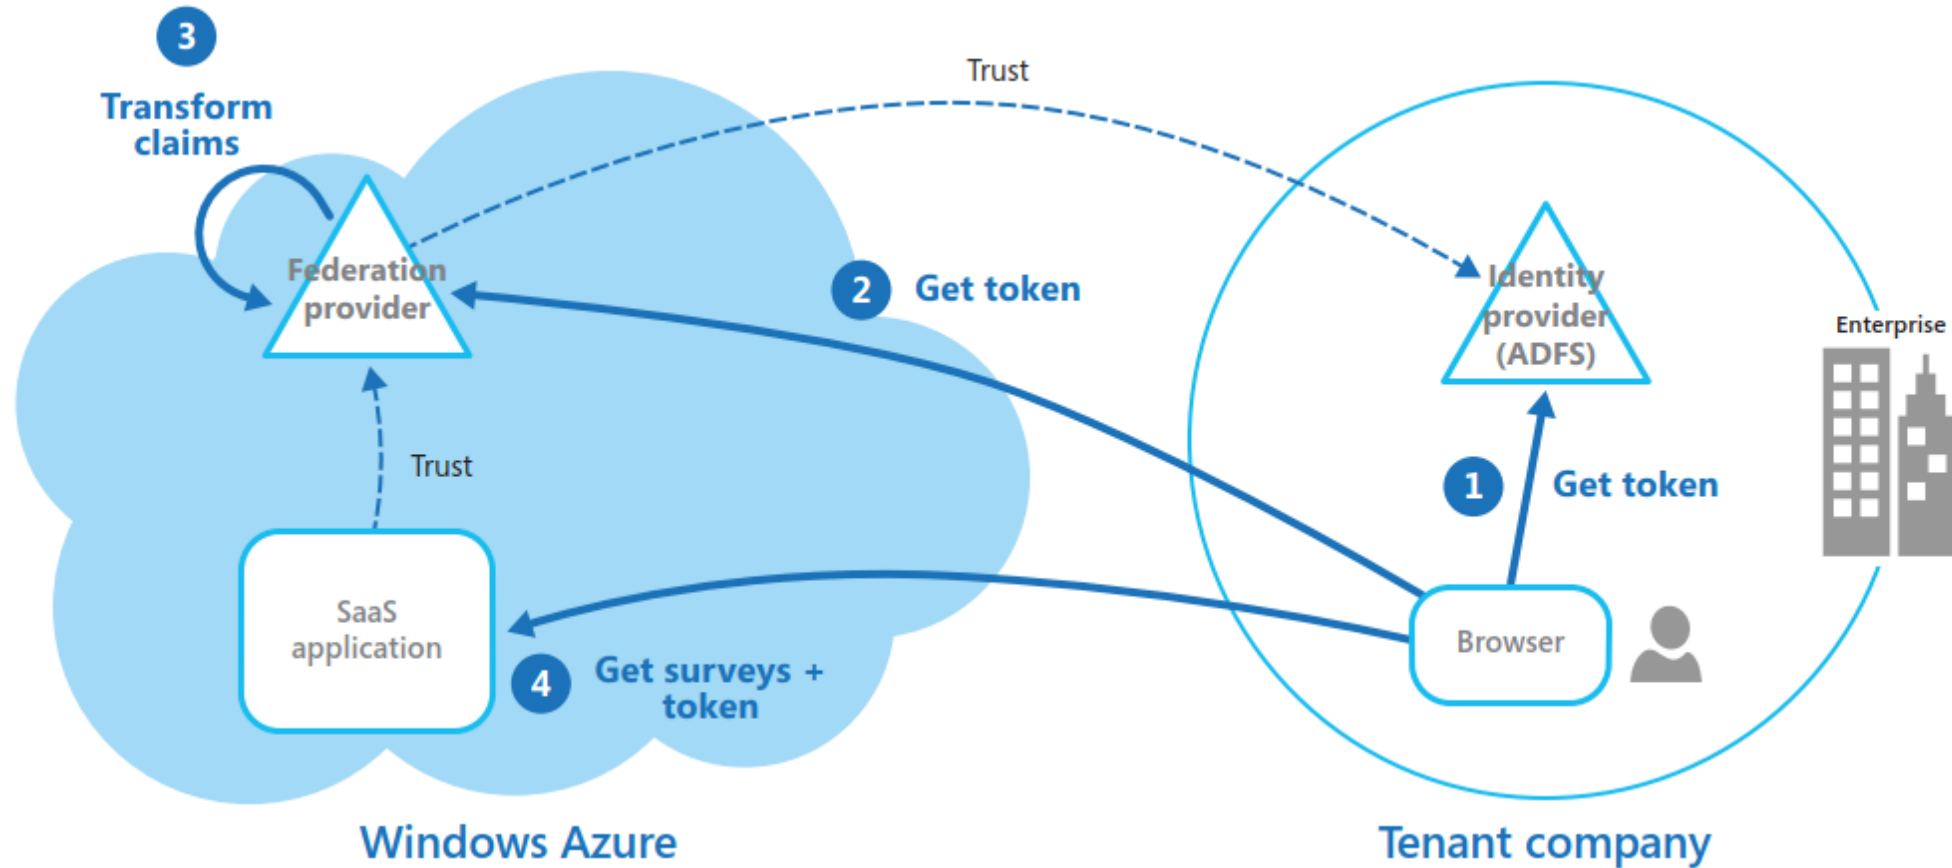 3
Transform
claims
Trust
Federation
provider
2
Get token
Identity
provider
(ADFS)
Enterprise
Trust
1
Get token
SaaS
application
4
Get surveys +
token
Browser
Windows Azure
Tenant company